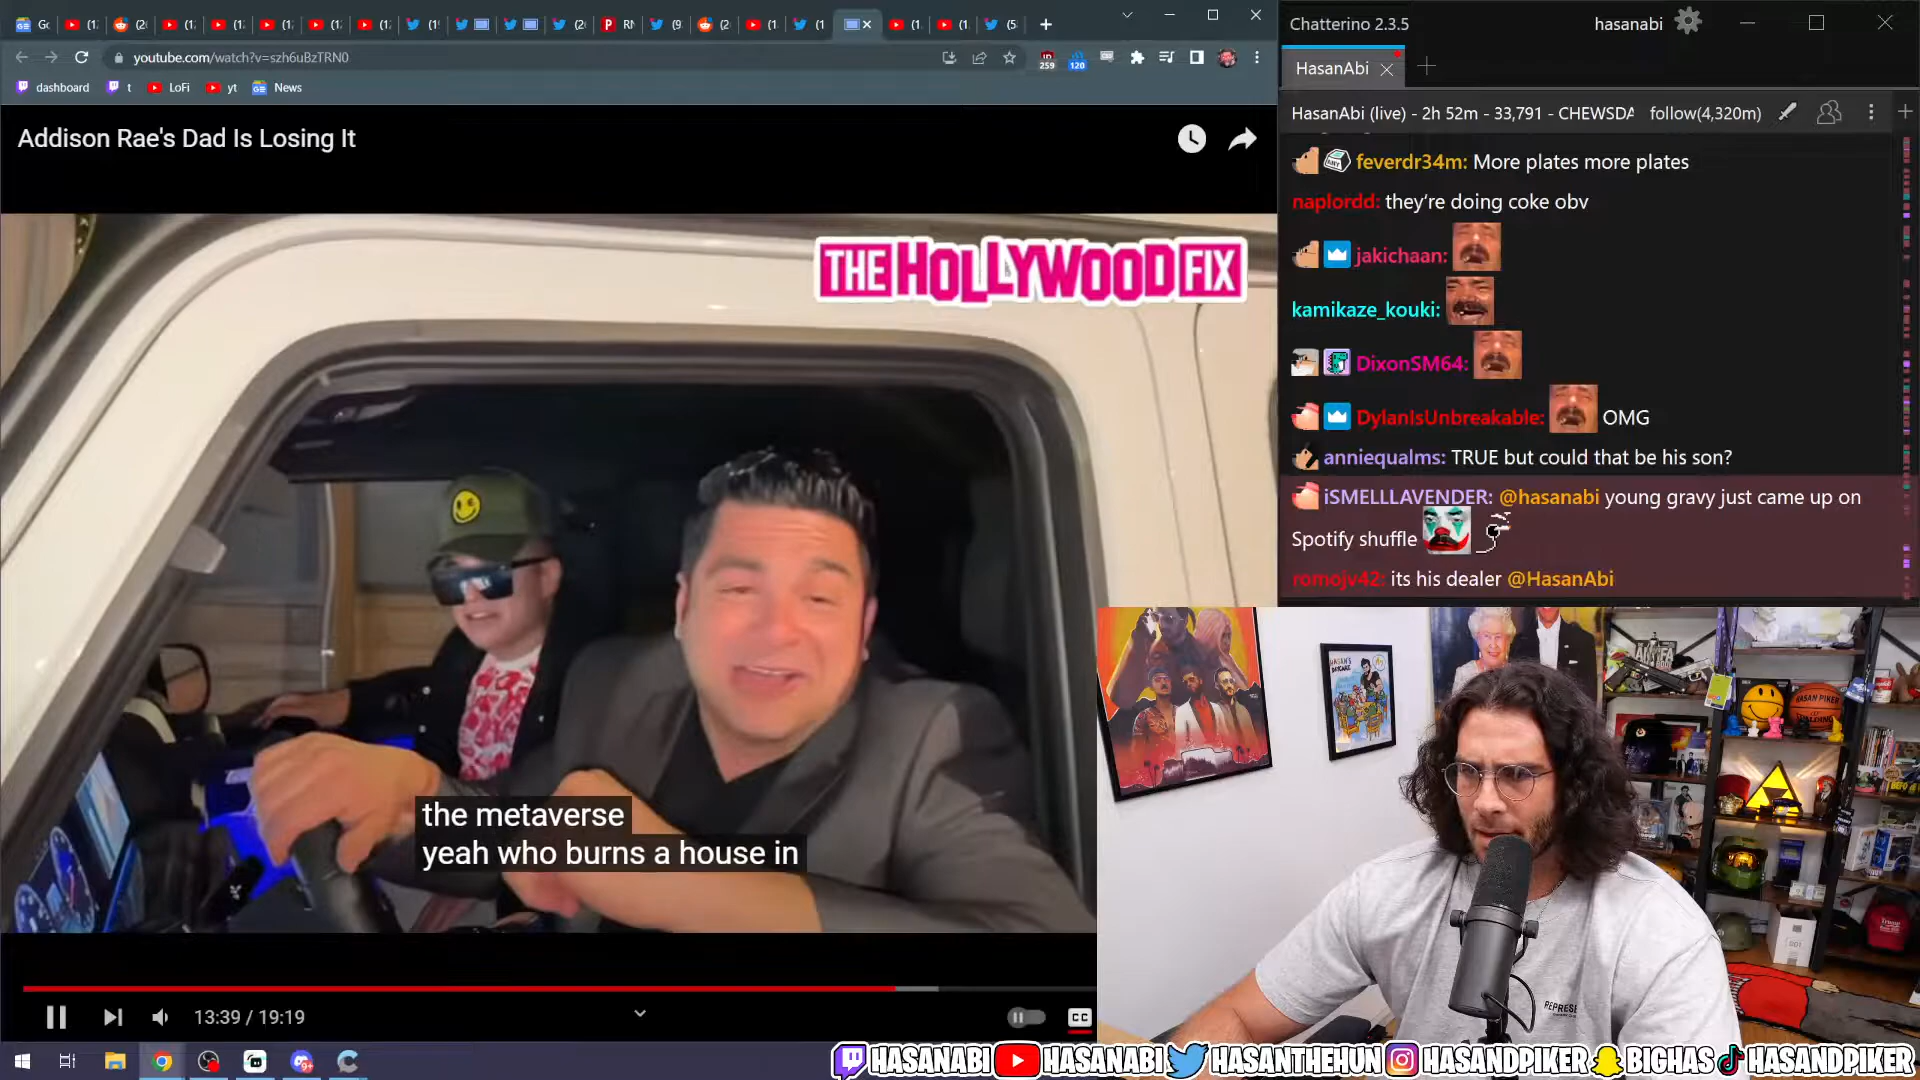 youtube.com/watch?v=szh6uBzTRN0
259
120
dashboard
t
LoFi
yt
News
Addison Rae's Dad Is Losing It
THE HOLLYWOOD FIX
the metaverse
yeah who burns a house in
13:39 / 19:19
CC
Chatterino 2.3.5
hasanabi
HasanAbi
HasanAbi (live) - 2h 52m - 33,791 - CHEWSDA
follow(4,320m)
feverdr34m: More plates more plates
naplordd: they're doing coke obv
jakichaan:
kamikaze_kouki:
DixonSM64:
DylanIsUnbreakable: OMG
anniequalms: TRUE but could that be his son?
iSMELLLAVENDER: @hasanabi young gravy just came up on
Spotify shuffle
romojv42: its his dealer @HasanAbi
HASANABI HASANABI HASANTHEHUN HASANDPIKER BIGHAS HASANDPIKER